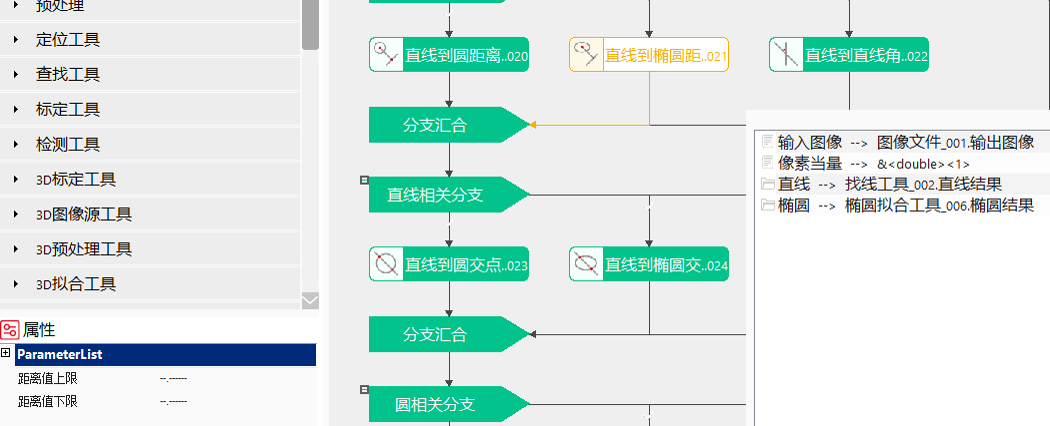 预处理
定位工具
查找工具
标定工具
检测工具
3D标定工具
3D图像源工具
3D预处理工具
3D拟合工具
属性
ParameterList
距离值上限 --.------
距离值下限 --.------
直线到圆距离..020
直线到椭圆距..021
直线到直线角..022
分支汇合
直线相关分支
直线到圆交点..023
直线到椭圆交..024
分支汇合
圆相关分支
输入图像 --> 图像文件_001.输出图像
像素当量 --> &<double><1>
直线 --> 找线工具_002.直线结果
椭圆 --> 椭圆拟合工具_006.椭圆结果